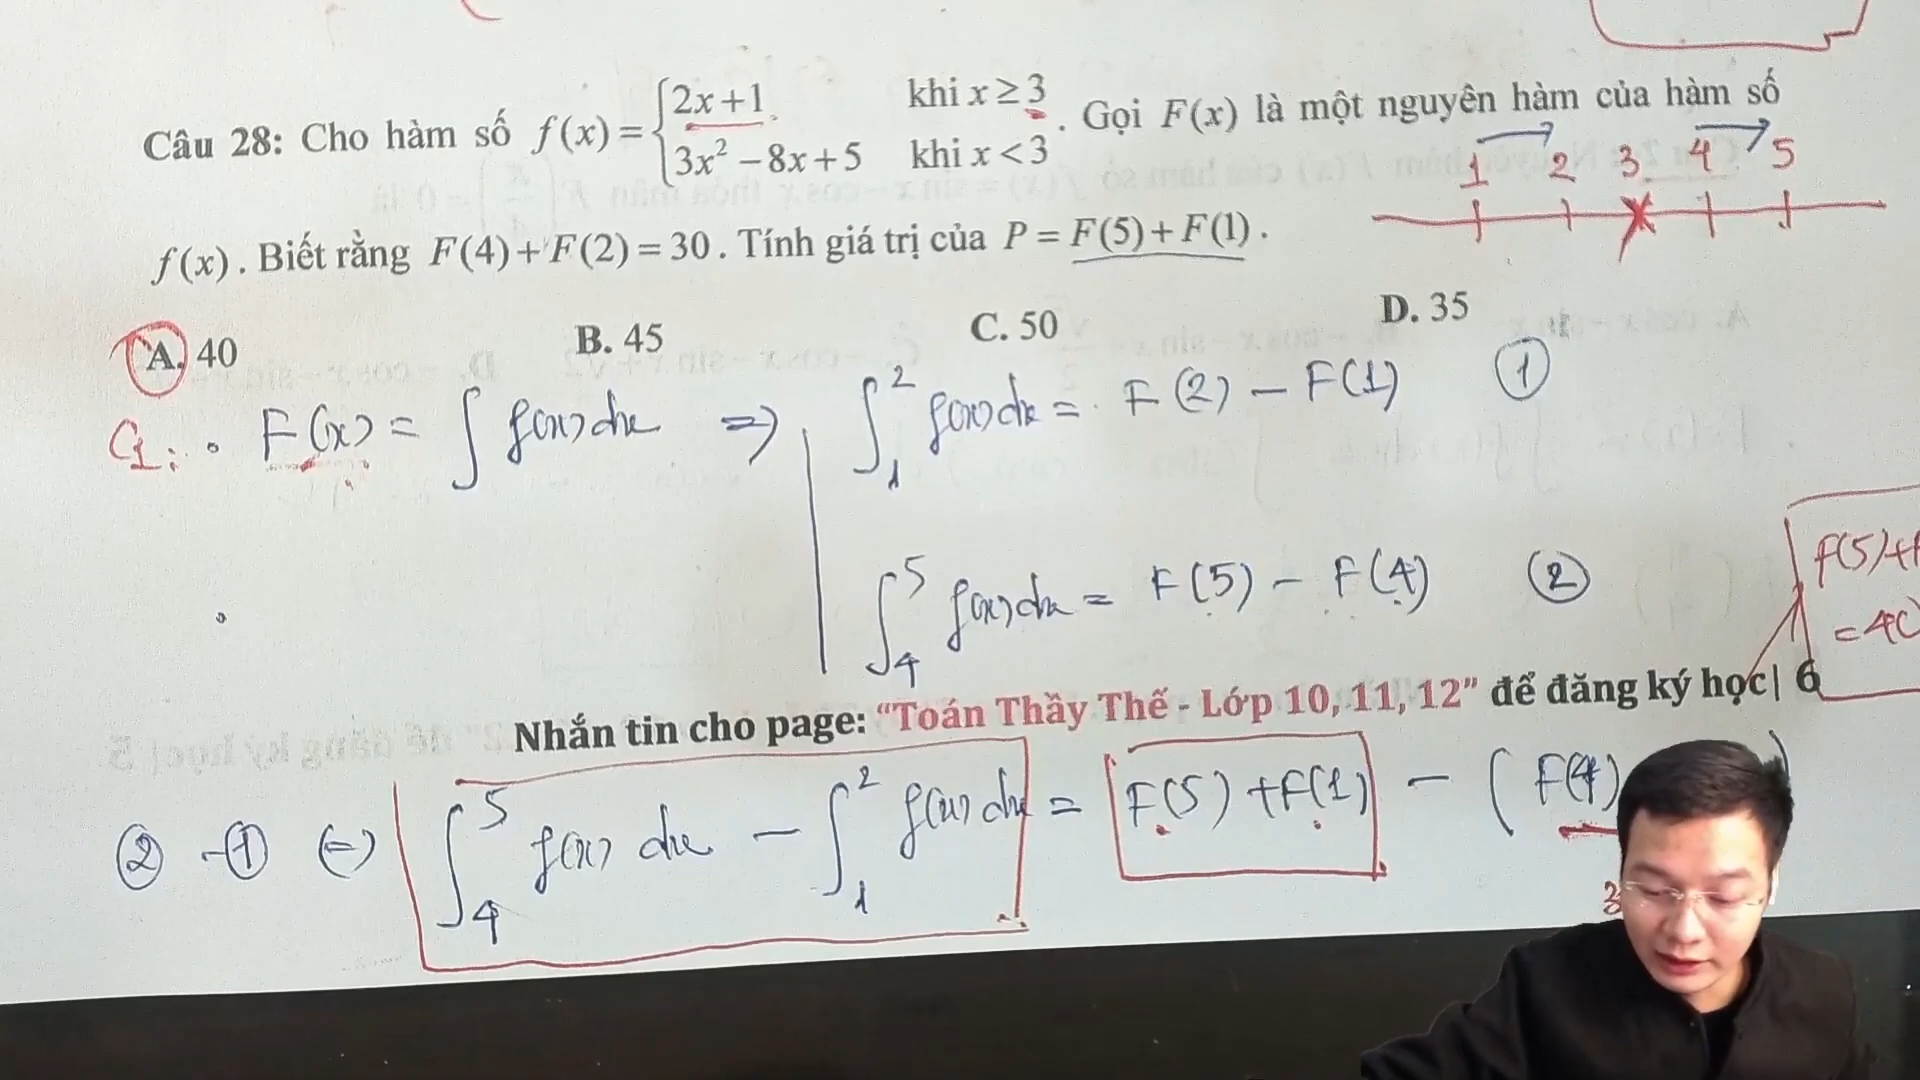 Câu 28: Cho hàm số f(x) = { 2x+1 khi x ≥ 3
3x² − 8x + 5 khi x < 3 . Gọi F(x) là một nguyên hàm của hàm số
1 2 3 4 5
f(x). Biết rằng F(4)+F(2) = 30. Tính giá trị của P = F(5)+F(1).
A. 40 B. 45 C. 50 D. 35
C1: • F(x) = ∫ f(x)dx ⇒ ∫₁² f(x)dx = F(2) − F(1) ①
∫₄⁵ f(x)dx = F(5) − F(4) ②
F(5)+
= 40
Nhắn tin cho page: “Toán Thầy Thế - Lớp 10, 11, 12” để đăng ký học| 6
② - ① ⇔ ∫₄⁵ f(x) dx − ∫₁² f(x) dx = F(5) + F(1) − ( F(4)
3